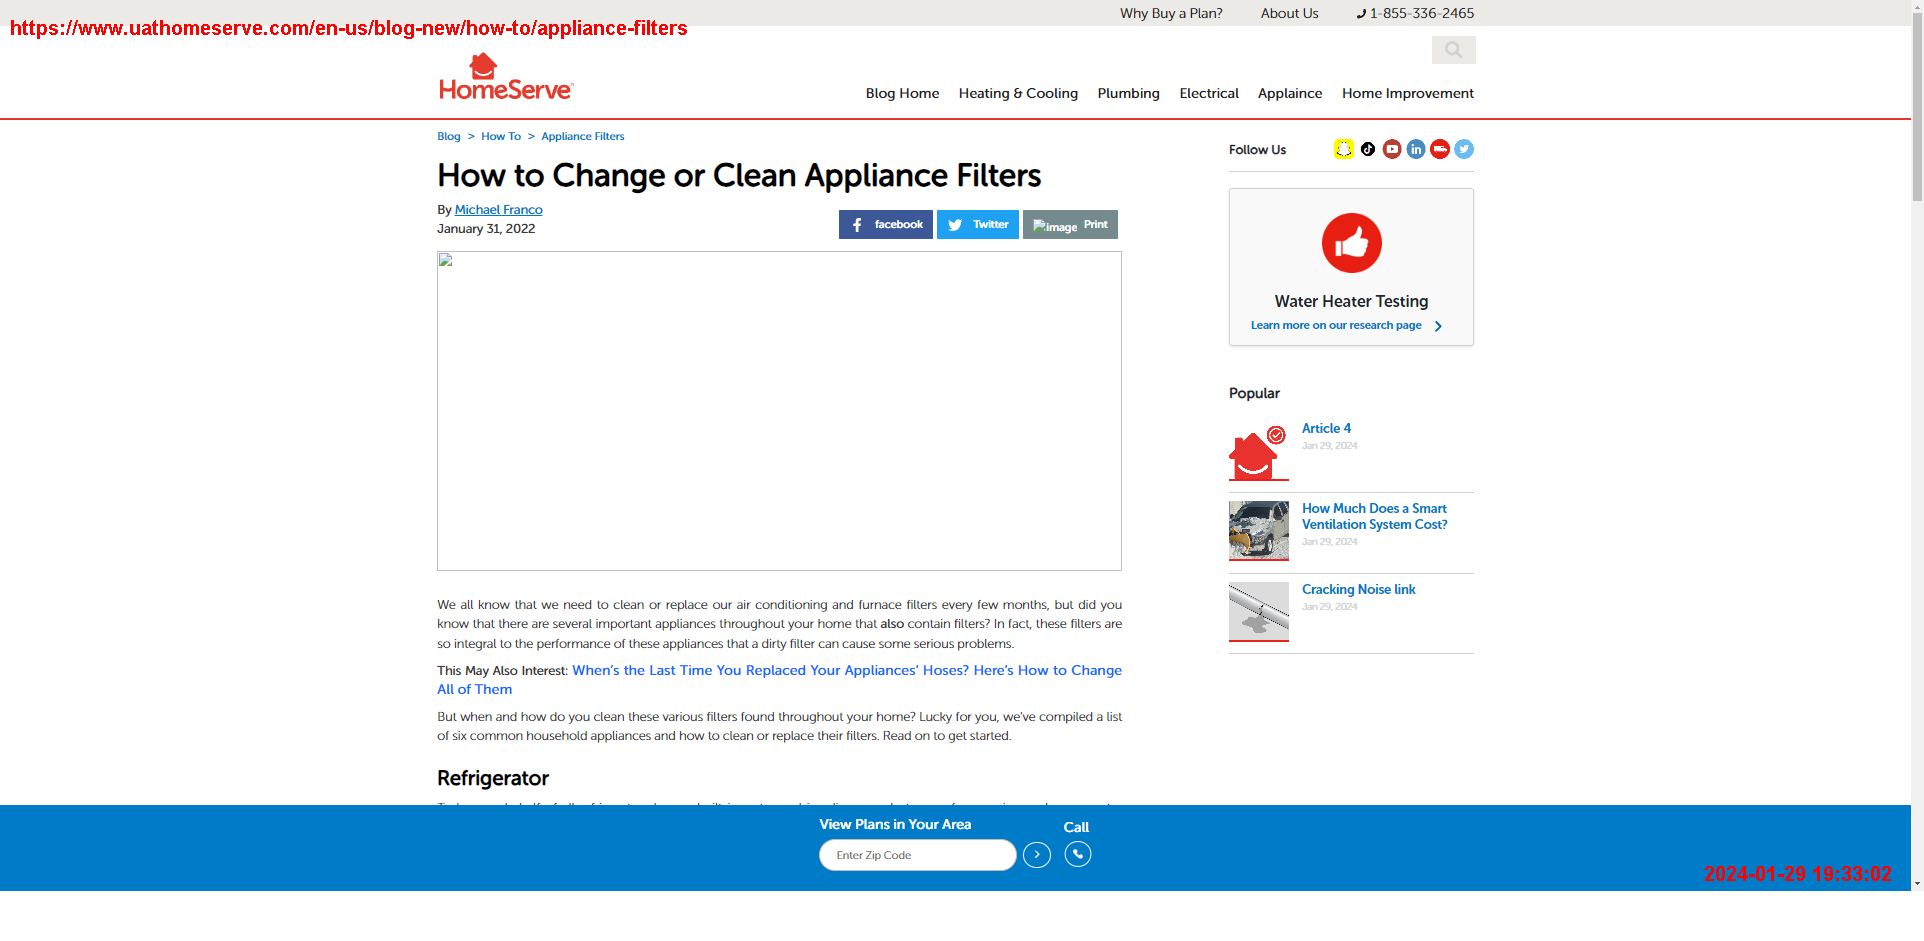 Why Buy a Plan? About Us 1-855-336-2465
https://www.uathomeserve.com/en-us/blog-new/how-to/appliance-filters
HomeServe
Blog Home Heating & Cooling Plumbing Electrical Applaince Home Improvement
Blog > How To > Appliance Filters
How to Change or Clean Appliance Filters
By Michael Franco
January 31, 2022
facebook Twitter image Print
We all know that we need to clean or replace our air conditioning and furnace filters every few months, but did you
know that there are several important appliances throughout your home that also contain filters? In fact, these filters are
so integral to the performance of these appliances that a dirty filter can cause some serious problems.
This May Also Interest: When’s the Last Time You Replaced Your Appliances’ Hoses? Here’s How to Change
All of Them
But when and how do you clean these various filters found throughout your home? Lucky for you, we’ve compiled a list
of six common household appliances and how to clean or replace their filters. Read on to get started.
Refrigerator
Follow Us
Water Heater Testing
Learn more on our research page
Popular
Article 4
Jan 29, 2024
How Much Does a Smart
Ventilation System Cost?
Jan 29, 2024
Cracking Noise link
Jan 29, 2024
View Plans in Your Area
Call
Enter Zip Code
2024-01-29 19:33:02